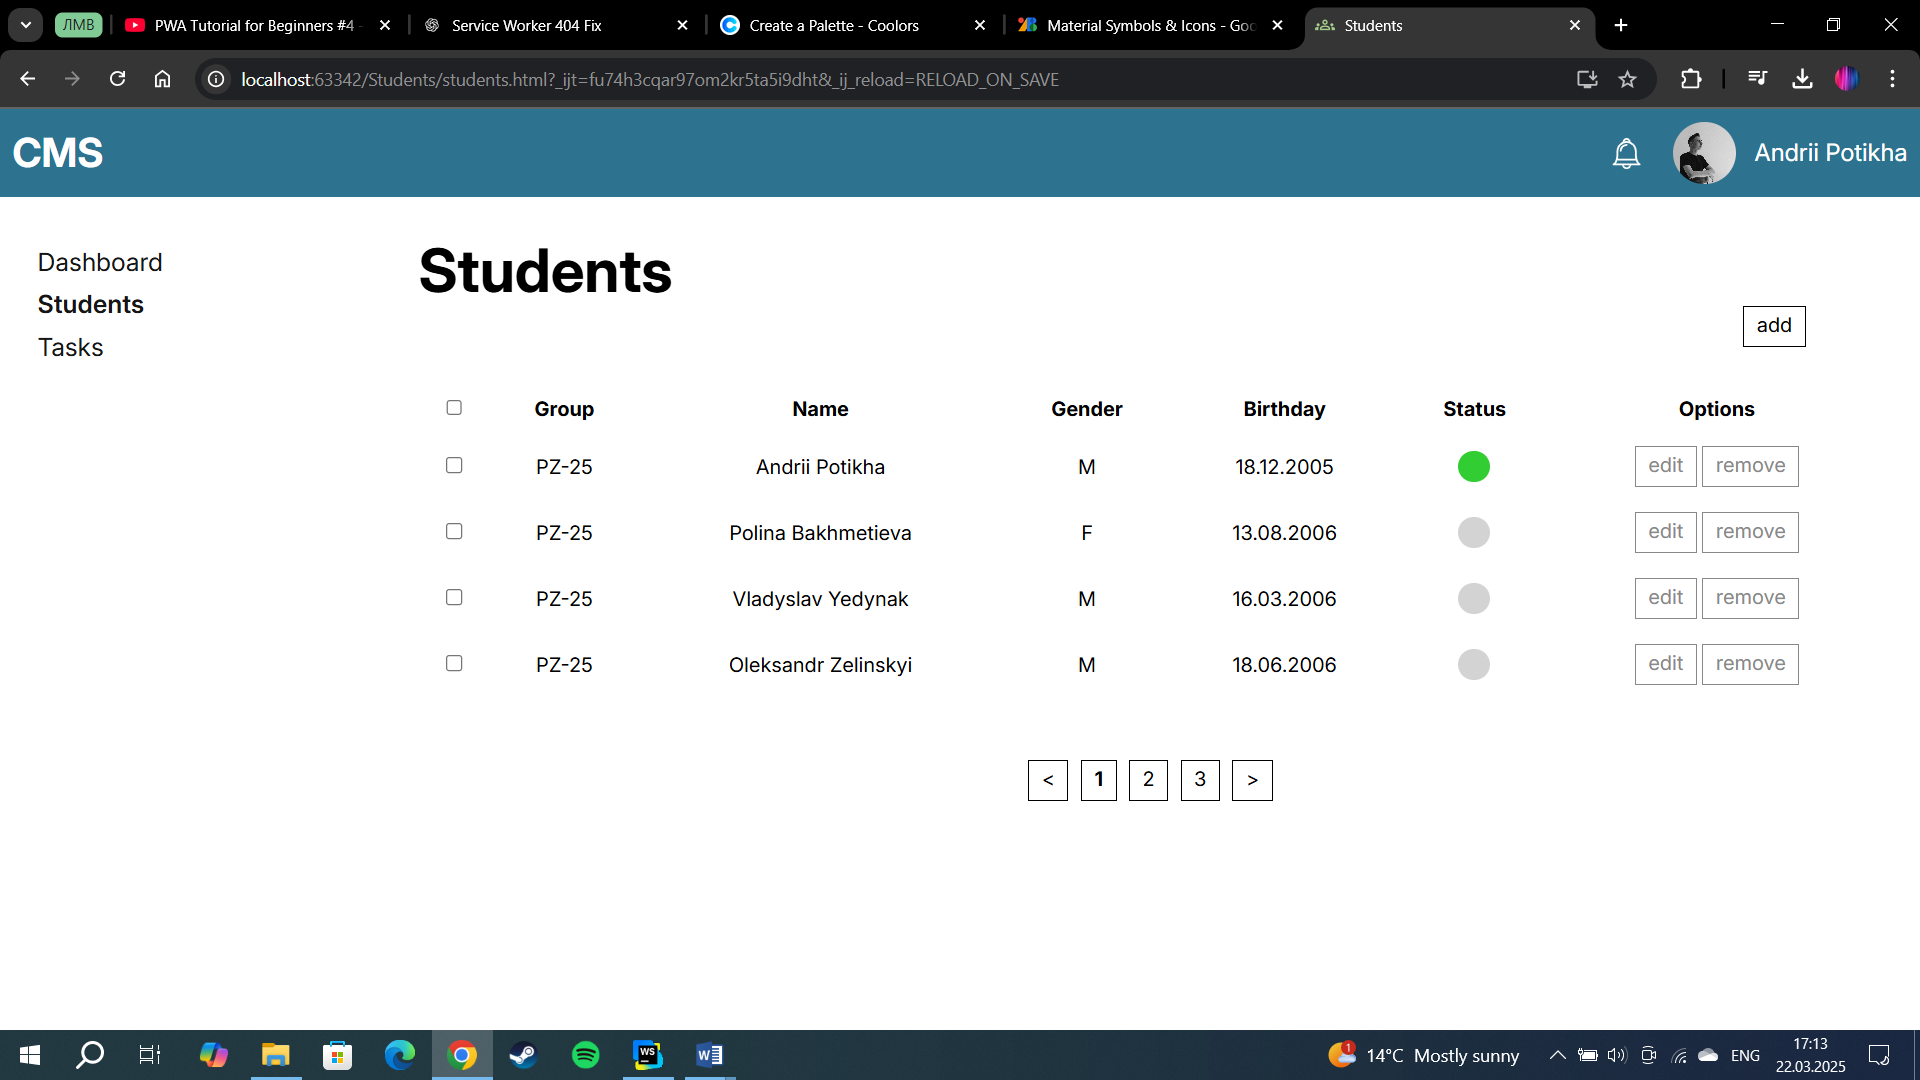 ЛМВ
PWA Tutorial for Beginners #4 -
Service Worker 404 Fix
Create a Palette - Coolors
Material Symbols & Icons - Goo
Students
localhost:63342/Students/students.html?_ijt=fu74h3cqar97om2kr5ta5i9dht&_ij_reload=RELOAD_ON_SAVE
CMS
Andrii Potikha
Dashboard
Students
Tasks
Students
add
Group Name Gender Birthday Status Options
PZ-25 Andrii Potikha M 18.12.2005 edit remove
PZ-25 Polina Bakhmetieva F 13.08.2006 edit remove
PZ-25 Vladyslav Yedynak M 16.03.2006 edit remove
PZ-25 Oleksandr Zelinskyi M 18.06.2006 edit remove
< 1 2 3 >
WS
W
1
14°C Mostly sunny
ENG
17:13
22.03.2025